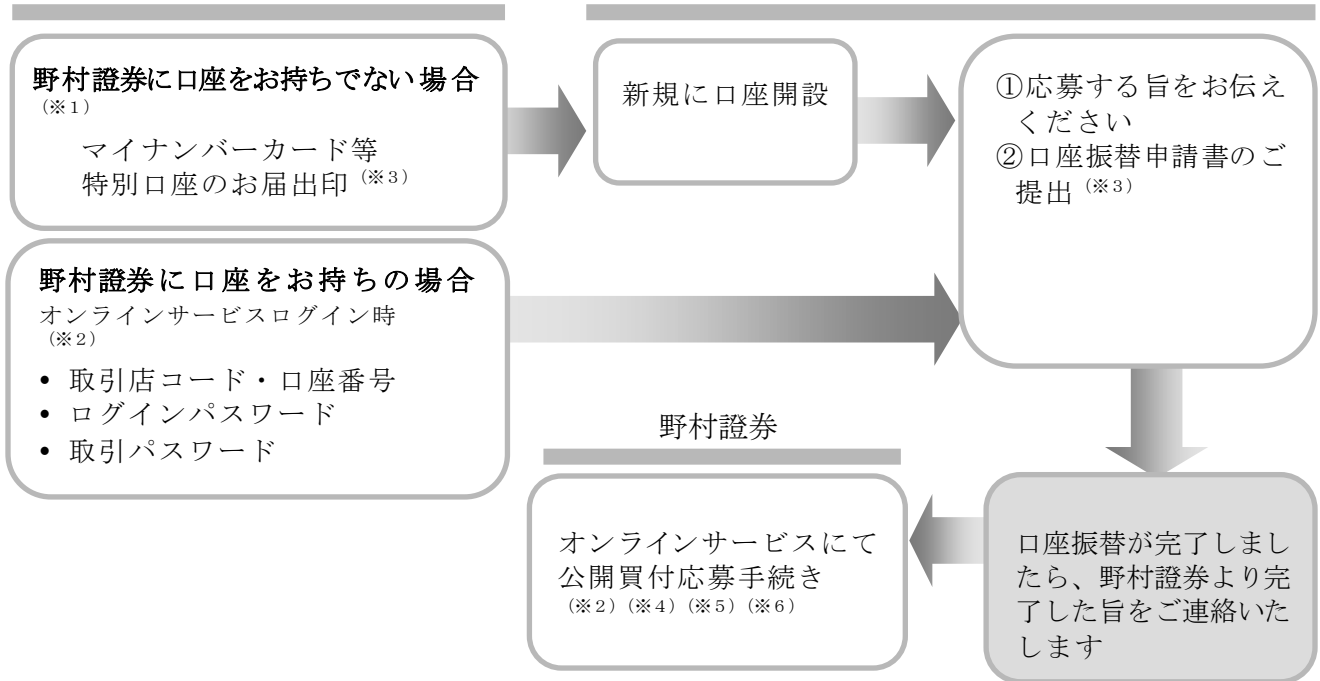 野村證券に口座をお持ちでない場合
(※1)
マイナンバーカード等
特別口座のお届出印(※3)
新規に口座開設
①応募する旨をお伝え
ください
②口座振替申請書のご
提出(※3)
野村證券に口座をお持ちの場合
オンラインサービスログイン時
(※2)
• 取引店コード・口座番号
• ログインパスワード
• 取引パスワード
野村證券
オンラインサービスにて
公開買付応募手続き
(※2)(※4)(※5)(※6)
口座振替が完了しまし
たら、野村證券より完
了した旨をご連絡いた
します